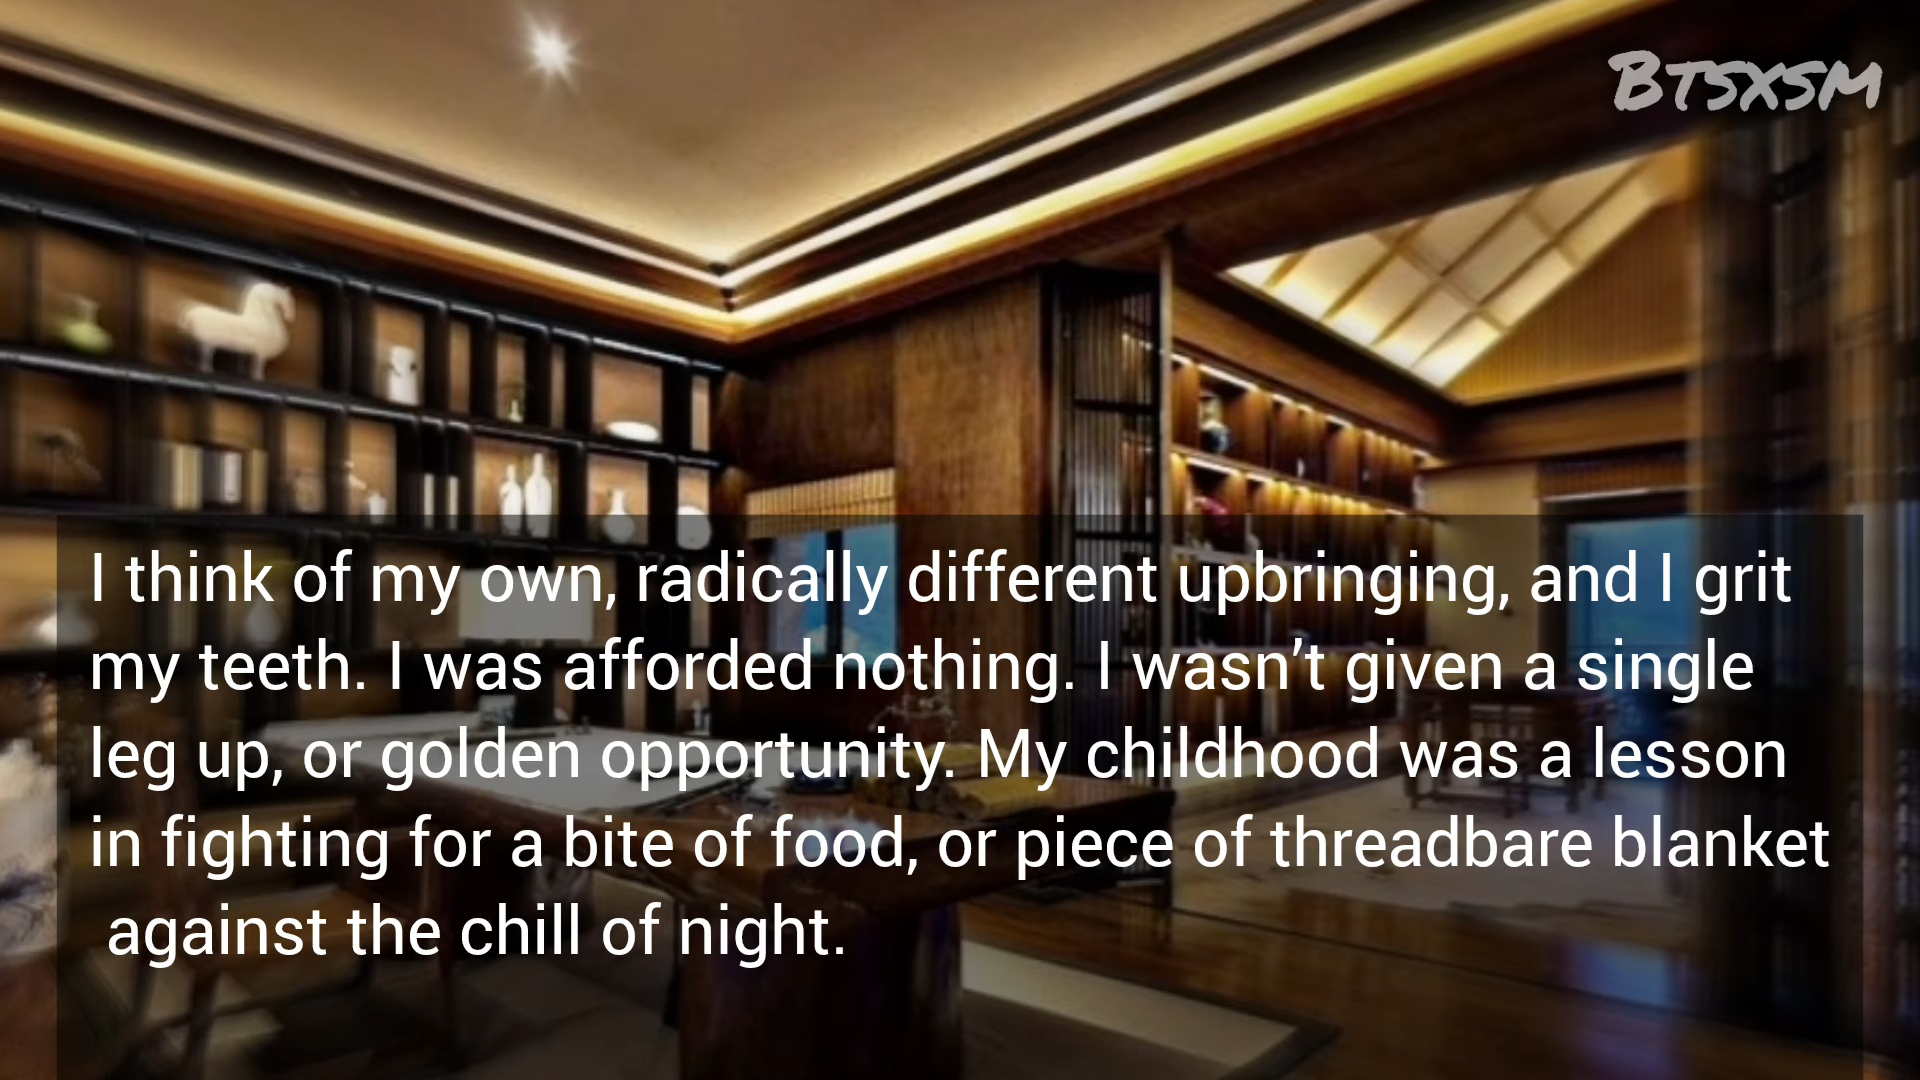 Btsxsm
I think of my own, radically different upbringing, and I grit
my teeth. I was afforded nothing. I wasn’t given a single
leg up, or golden opportunity. My childhood was a lesson
in fighting for a bite of food, or piece of threadbare blanket
against the chill of night.